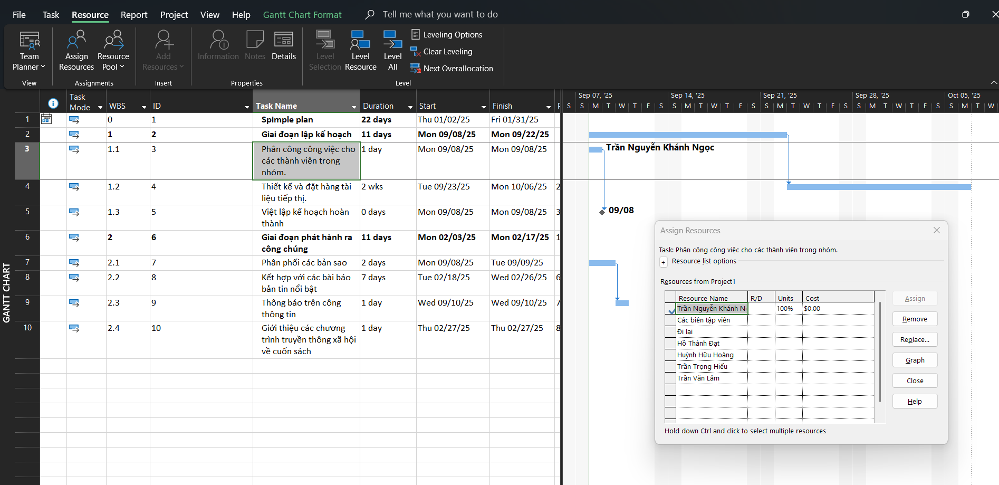 File Task Resource Report Project View Help Gantt Chart Format Tell me what you want to do
Team Planner
Assign Resources
Resource Pool
Add Resources
Information
Notes
Details
Level Selection
Level Resource
Level All
Leveling Options
Clear Leveling
Next Overallocation
View Assignments Insert Properties Level
Task Mode WBS ID Task Name Duration Start Finish
Sep 07, '25 Sep 14, '25 Sep 21, '25 Sep 28, '25 Oct 05, '25
S S M T W T F S S M T W T F S S M T W T F S S M T W T F S S M T W
1 0 1 Spimple plan 22 days Thu 01/02/25 Fri 01/31/25
2 1 2 Giai đoạn lập kế hoạch 11 days Mon 09/08/25 Mon 09/22/25
3 1.1 3 Phân công công việc cho 1 day Mon 09/08/25 Mon 09/08/25
các thành viên trong
nhóm.
Trần Nguyễn Khánh Ngọc
4 1.2 4 Thiết kế và đặt hàng tài 2 wks Tue 09/23/25 Mon 10/06/25 2
liệu tiếp thị.
5 1.3 5 Việt lập kế hoạch hoàn 0 days Mon 09/08/25 Mon 09/08/25 3
thành
09/08
6 2 6 Giai đoạn phát hành ra 11 days Mon 02/03/25 Mon 02/17/25 1
công chúng
7 2.1 7 Phân phối các bản sao 2 days Mon 09/08/25 Tue 09/09/25
8 2.2 8 Kết hợp với các bài báo 7 days Tue 02/18/25 Wed 02/26/25 6
bản tin nổi bật
9 2.3 9 Thông báo trên công 1 day Wed 09/10/25 Wed 09/10/25 7
thông tin
10 2.4 10 Giới thiệu các chương 1 day Thu 02/27/25 Thu 02/27/25 8
trình truyền thông xã hội
về cuốn sách
GANTT CHART
Assign Resources
Task: Phân công công việc cho các thành viên trong nhóm.
+ Resource list options
Resources from Project1
Resource Name R/D Units Cost
Trần Nguyễn Khánh N 100% $0.00
Các biên tập viên
Đi lại
Hồ Thành Đạt
Huỳnh Hữu Hoàng
Trần Trọng Hiếu
Trần Văn Lâm
Assign
Remove
Replace...
Graph
Close
Help
Hold down Ctrl and click to select multiple resources